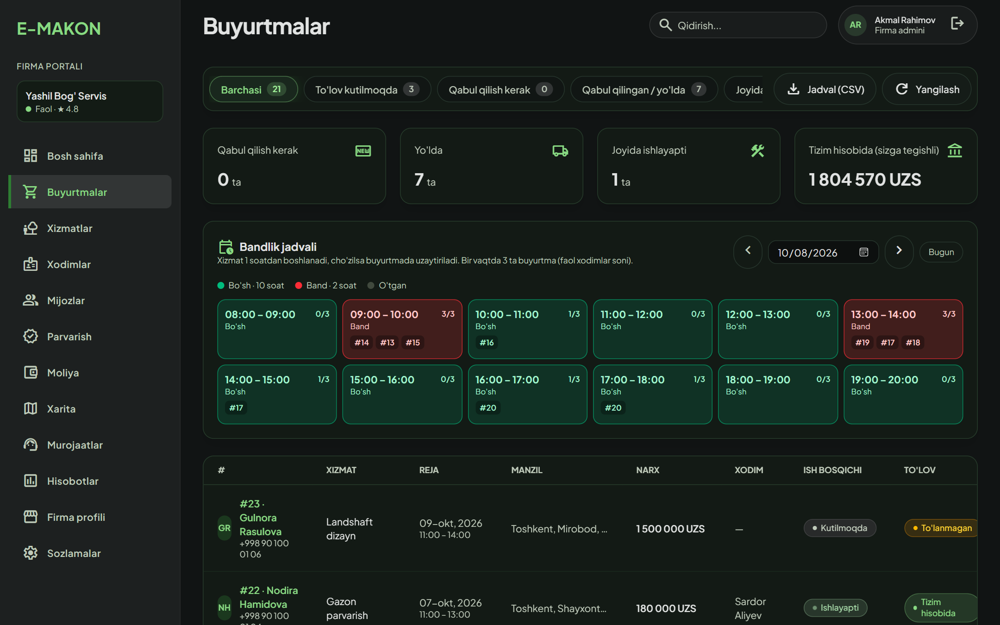 E-MAKON
FIRMA PORTALI
Yashil Bog' Servis
Faol · ★ 4.8
Bosh sahifa
Buyurtmalar
Xizmatlar
Xodimlar
Mijozlar
Parvarish
Moliya
Xarita
Murojaatlar
Hisobotlar
Firma profili
Sozlamalar
Buyurtmalar
Qidirish...
AR
Akmal Rahimov
Firma admini
Barchasi 21
To'lov kutilmoqda 3
Qabul qilish kerak 0
Qabul qilingan / yo'lda 7
Joyida
Jadval (CSV)
Yangilash
Qabul qilish kerak
NEW
0 ta
Yo'lda
7 ta
Joyida ishlayapti
1 ta
Tizim hisobida (sizga tegishli)
1 804 570 UZS
Bandlik jadvali
Xizmat 1 soatdan boshlanadi, cho'zilsa buyurtmada uzaytiriladi. Bir vaqtda 3 ta buyurtma (faol xodimlar soni).
10/08/2026
Bugun
Bo'sh · 10 soat
Band · 2 soat
O'tgan
08:00 – 09:00 0/3
Bo'sh
09:00 – 10:00 3/3
Band
#14 #13 #15
10:00 – 11:00 1/3
Bo'sh
#16
11:00 – 12:00 0/3
Bo'sh
12:00 – 13:00 0/3
Bo'sh
13:00 – 14:00 3/3
Band
#19 #17 #18
14:00 – 15:00 1/3
Bo'sh
#17
15:00 – 16:00 0/3
Bo'sh
16:00 – 17:00 1/3
Bo'sh
#20
17:00 – 18:00 1/3
Bo'sh
#20
18:00 – 19:00 0/3
Bo'sh
19:00 – 20:00 0/3
Bo'sh
# XIZMAT REJA MANZIL NARX XODIM ISH BOSQICHI TO'LOV
GR
#23 ·
Gulnora
Rasulova
+998 90 100
01 06
Landshaft
dizayn
09-okt, 2026
11:00 – 14:00
Toshkent, Mirobod, ...
1 500 000 UZS
—
Kutilmoqda
To'lanmagan
NH
#22 · Nodira
Hamidova
+998 90 100
Gazon
parvarish
07-okt, 2026
11:00 – 13:00
Toshkent, Shayxont...
180 000 UZS
Sardor
Aliyev
Ishlayapti
Tizim
hisobida